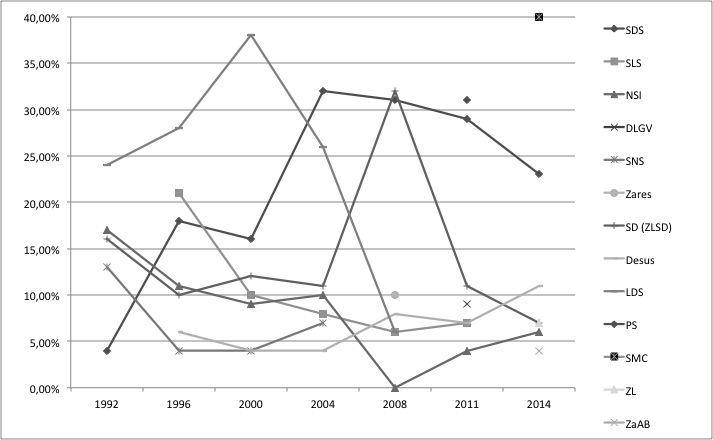 40,00%
35,00%
30,00%
25,00%
20,00%
15,00%
10,00%
5,00%
0,00%
1992 1996 2000 2004 2008 2011 2014
SDS
SLS
NSI
DLGV
SNS
Zares
SD (ZLSD)
Desus
LDS
PS
SMC
ZL
ZaAB